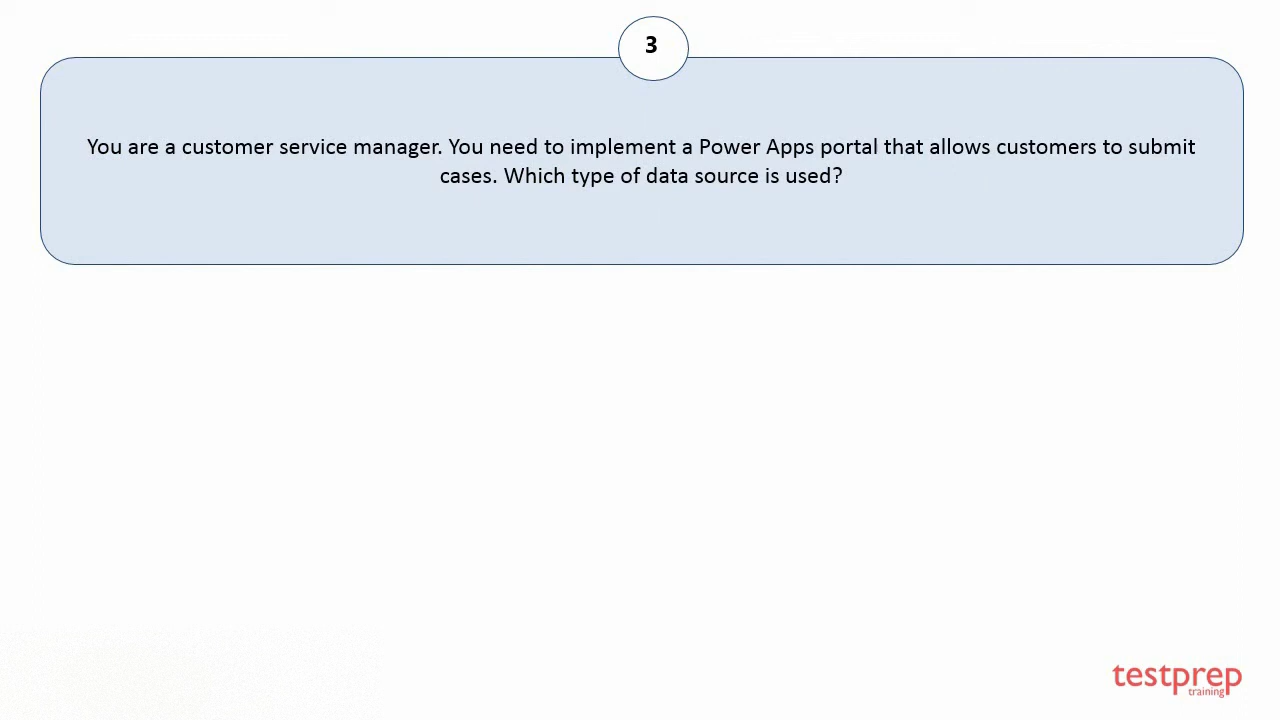 3
You are a customer service manager. You need to implement a Power Apps portal that allows customers to submit
cases. Which type of data source is used?
testprep
training